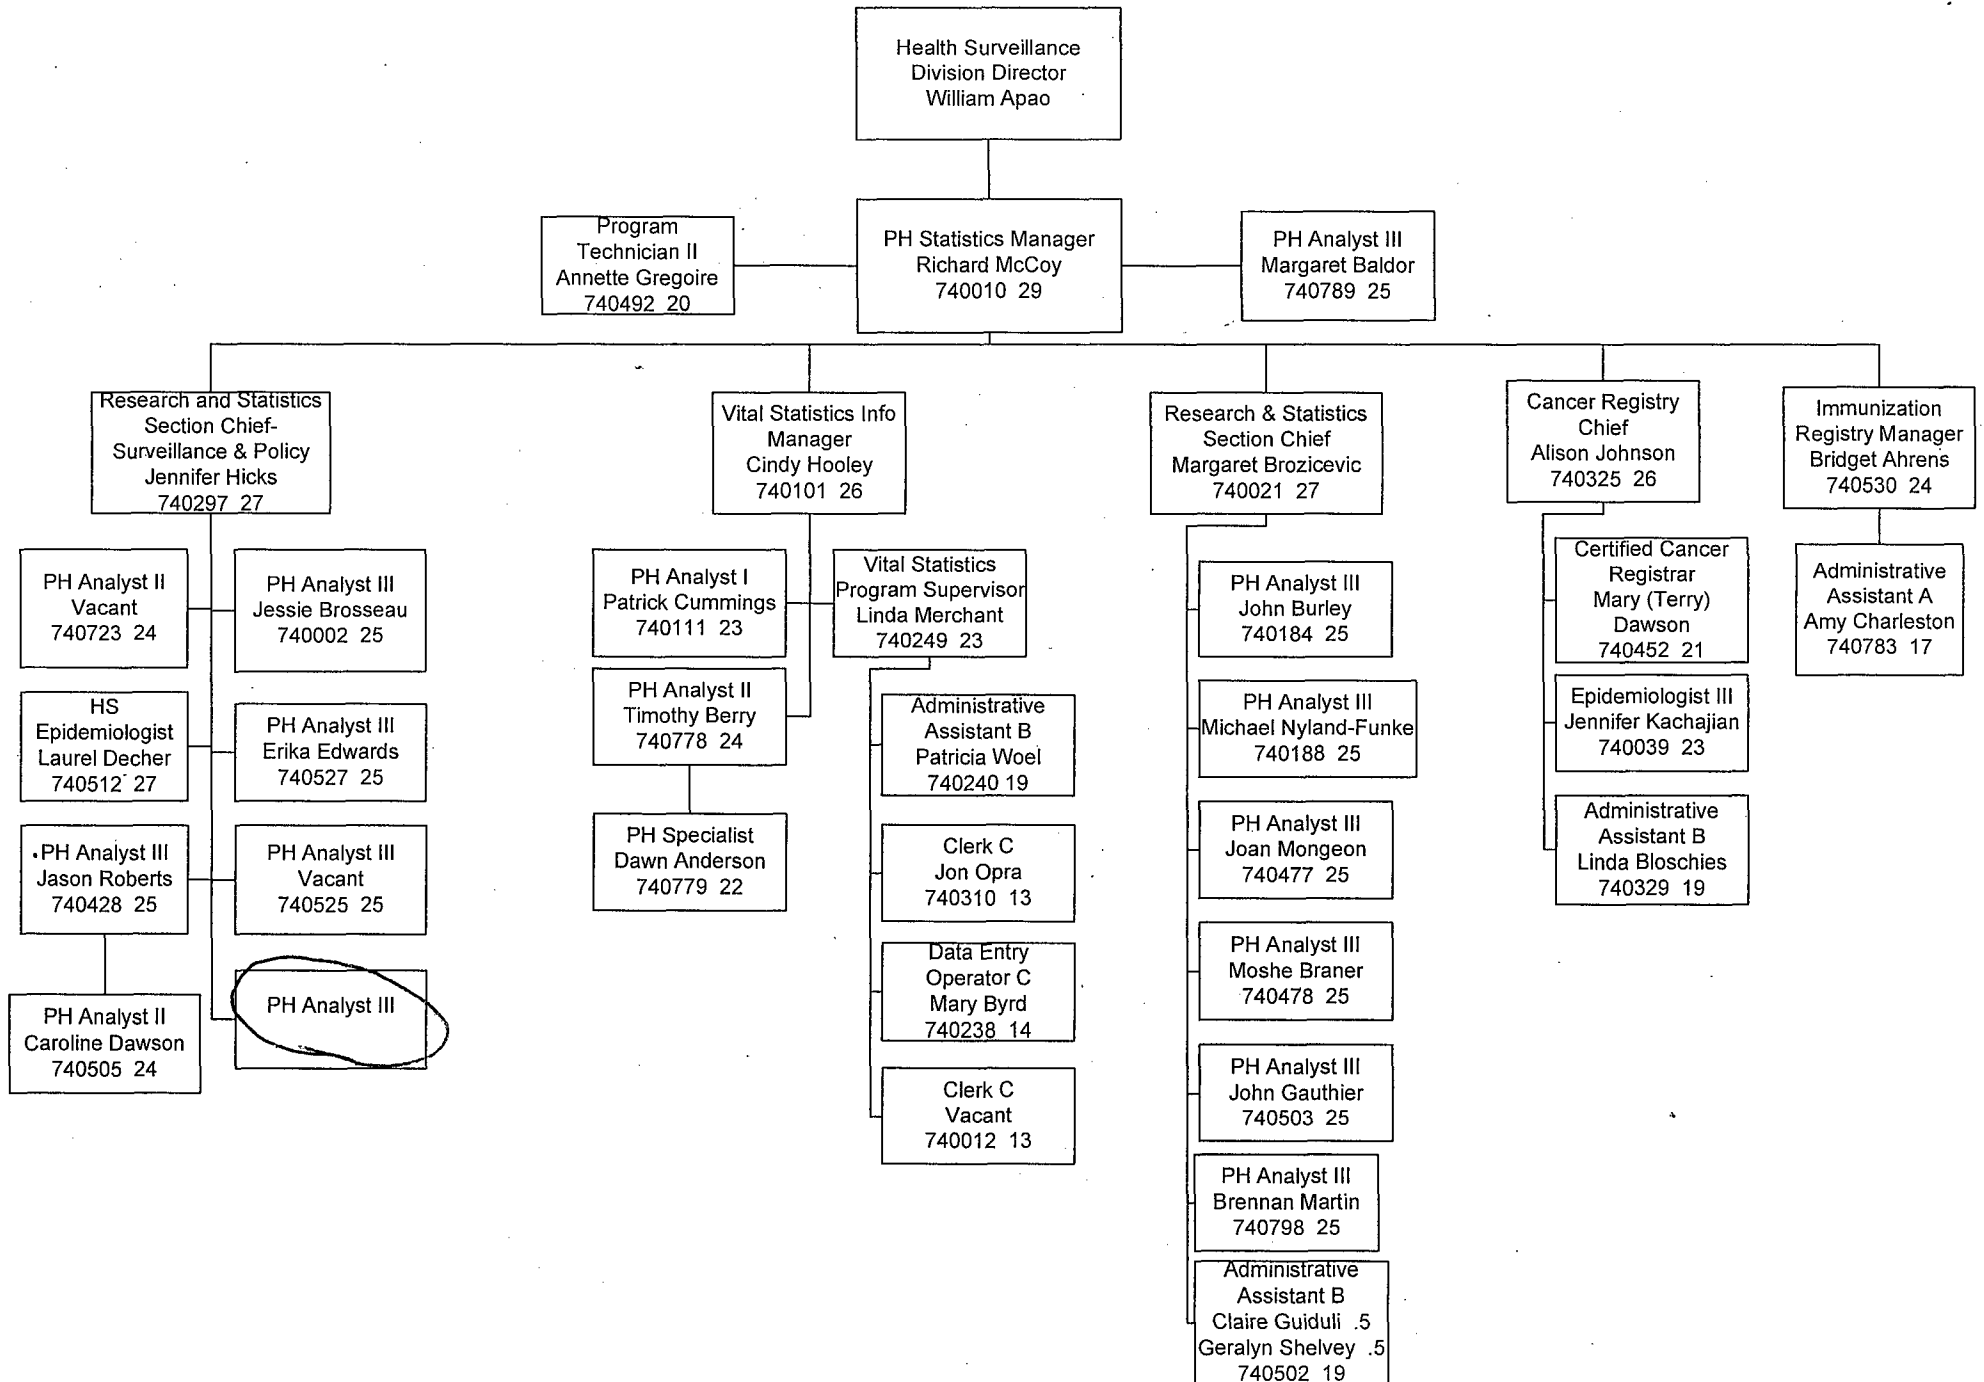 Health Surveillance
Division Director
William Apao
Program
Technician II
Annette Gregoire
740492 20
PH Statistics Manager
Richard McCoy
740010 29
PH Analyst III
Margaret Baldor
740789 25
Research and Statistics
Section Chief-
Surveillance & Policy
Jennifer Hicks
740297 27
Vital Statistics Info
Manager
Cindy Hooley
740101 26
Research & Statistics
Section Chief
Margaret Brozicevic
740021 27
Cancer Registry
Chief
Alison Johnson
740325 26
Immunization
Registry Manager
Bridget Ahrens
740530 24
PH Analyst II
Vacant
740723 24
PH Analyst III
Jessie Brosseau
740002 25
HS
Epidemiologist
Laurel Decher
740512 27
PH Analyst III
Erika Edwards
740527 25
PH Analyst III
Jason Roberts
740428 25
PH Analyst III
Vacant
740525 25
PH Analyst II
Caroline Dawson
740505 24
PH Analyst III
PH Analyst I
Patrick Cummings
740111 23
Vital Statistics
Program Supervisor
Linda Merchant
740249 23
PH Analyst II
Timothy Berry
740778 24
PH Specialist
Dawn Anderson
740779 22
Administrative
Assistant B
Patricia Woel
740240 19
Clerk C
Jon Opra
740310 13
Data Entry
Operator C
Mary Byrd
740238 14
Clerk C
Vacant
740012 13
PH Analyst III
John Burley
740184 25
PH Analyst III
Michael Nyland-Funke
740188 25
PH Analyst III
Joan Mongeon
740477 25
PH Analyst III
Moshe Braner
740478 25
PH Analyst III
John Gauthier
740503 25
PH Analyst III
Brennan Martin
740798 25
Administrative
Assistant B
Claire Guiduli .5
Geralyn Shelvey .5
740502 19
Certified Cancer
Registrar
Mary (Terry)
Dawson
740452 21
Epidemiologist III
Jennifer Kachajian
740039 23
Administrative
Assistant B
Linda Bloschies
740329 19
Administrative
Assistant A
Amy Charleston
740783 17